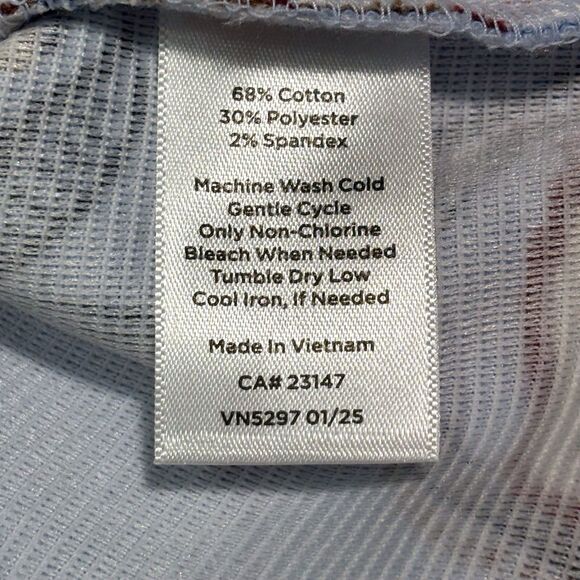 68% Cotton
30% Polyester
2% Spandex
Machine Wash Cold
Gentle Cycle
Only Non-Chlorine
Bleach When Needed
Tumble Dry Low
Cool Iron, If Needed
Made In Vietnam
CA# 23147
VN5297 01/25